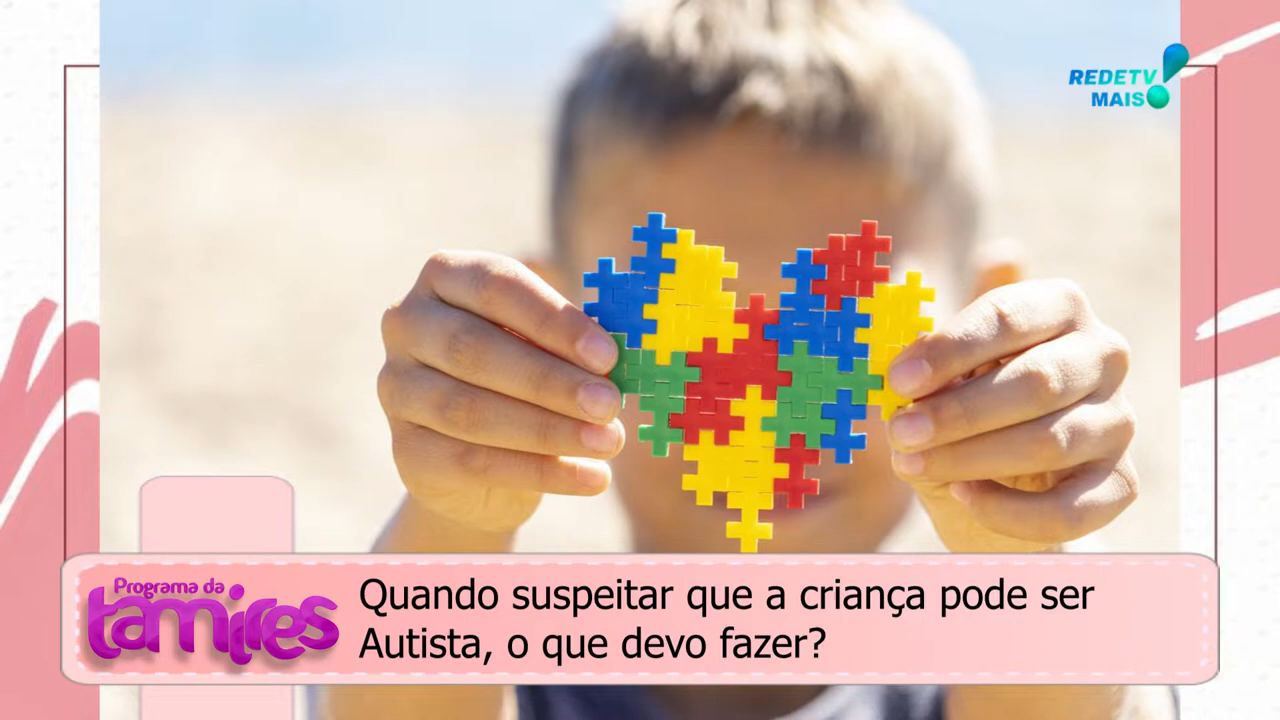 REDETV
MAIS
Programa da
tamires
Quando suspeitar que a criança pode ser
Autista, o que devo fazer?